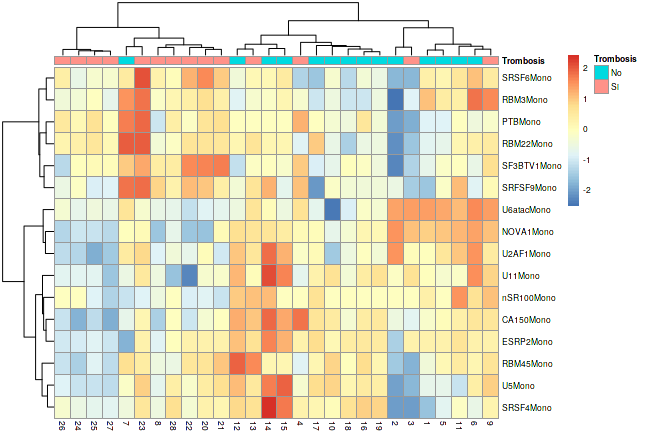 Trombosis
SRSF6Mono
RBM3Mono
PTBMono
RBM22Mono
SF3BTV1Mono
SRFSF9Mono
U6atacMono
NOVA1Mono
U2AF1Mono
U11Mono
nSR100Mono
CA150Mono
ESRP2Mono
RBM45Mono
U5Mono
SRSF4Mono
26 24 25 27 7 23 8 28 22 20 21 12 13 14 15 4 17 10 18 16 19 2 3 1 5 11 6 9
2
1
0
-1
-2
Trombosis
No
SI